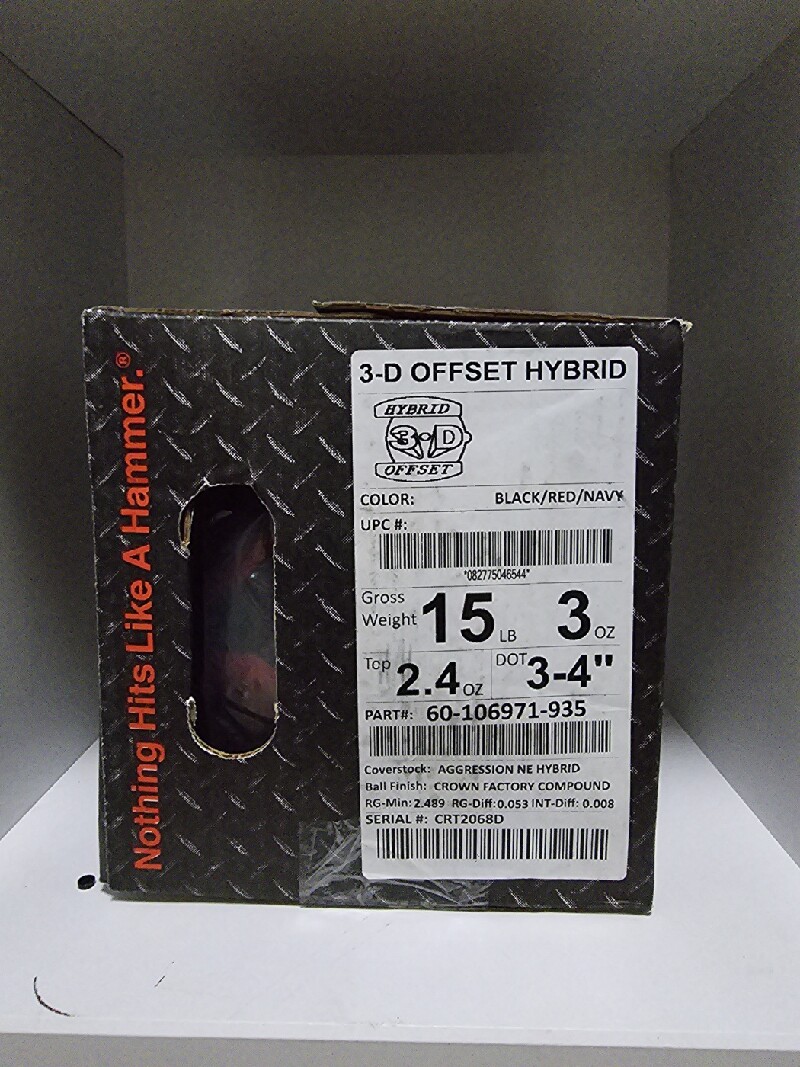 Nothing Hits Like A Hammer.®
3-D OFFSET HYBRID
HYBRID
3-D
OFFSET
COLOR: BLACK/RED/NAVY
UPC #:
*082775046544*
Gross Weight 15 LB 3 OZ
Top 2.4 OZ DOT 3-4"
PART#: 60-106971-935
Coverstock: AGGRESSION NE HYBRID
Ball Finish: CROWN FACTORY COMPOUND
RG-Min: 2.489 RG-Diff: 0.053 INT-Diff: 0.008
SERIAL #: CRT2068D